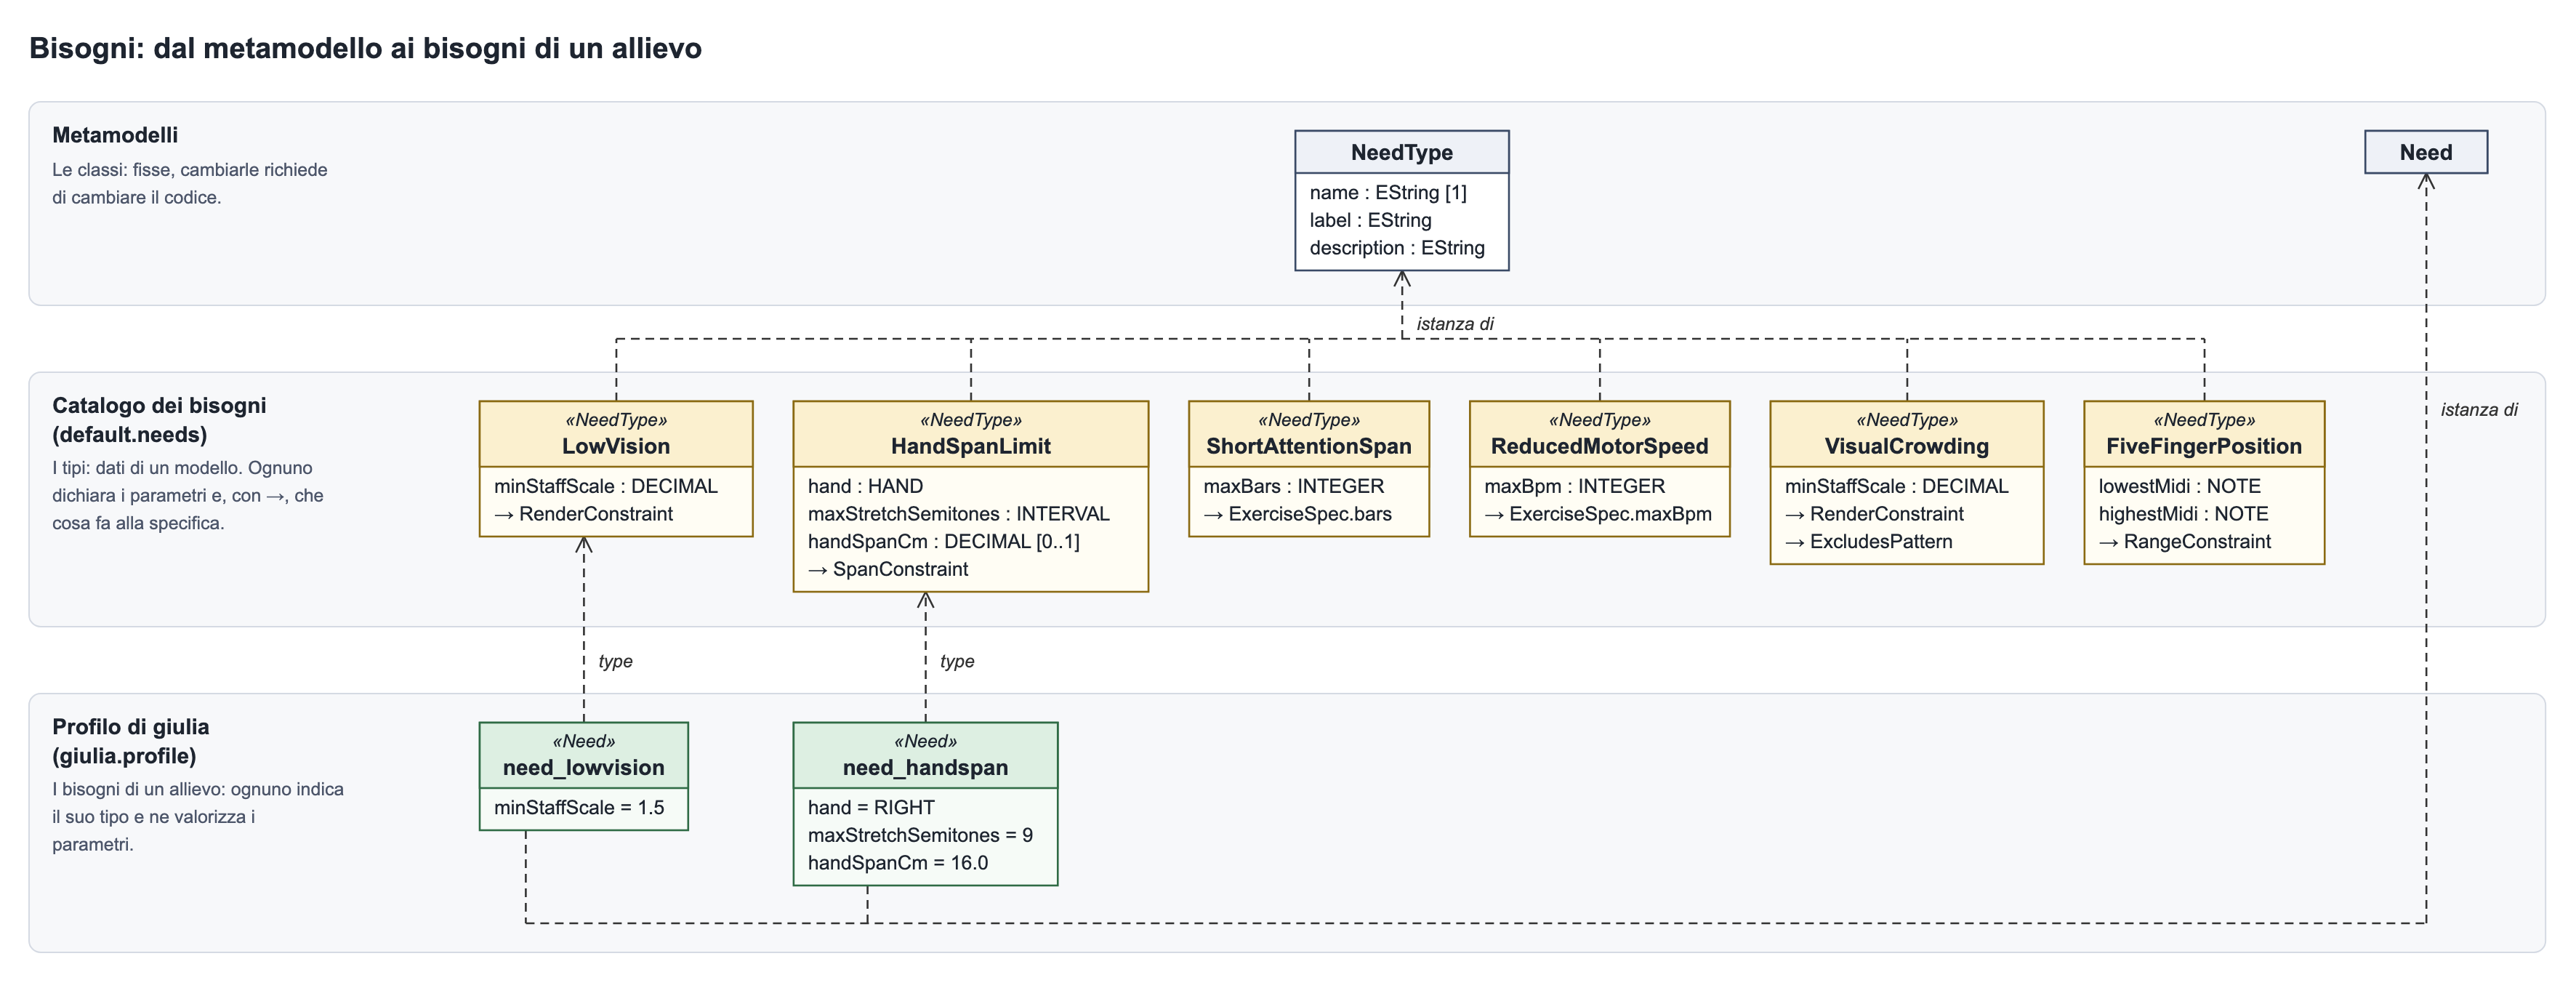 Bisogni: dal metamodello ai bisogni di un allievo
Metamodelli
Le classi: fisse, cambiarle richiede
di cambiare il codice.
NeedType
name : EString [1]
label : EString
description : EString
Need
istanza di
Catalogo dei bisogni
(default.needs)
I tipi: dati di un modello. Ognuno
dichiara i parametri e, con →, che
cosa fa alla specifica.
«NeedType»
LowVision
minStaffScale : DECIMAL
→ RenderConstraint
«NeedType»
HandSpanLimit
hand : HAND
maxStretchSemitones : INTERVAL
handSpanCm : DECIMAL [0..1]
→ SpanConstraint
«NeedType»
ShortAttentionSpan
maxBars : INTEGER
→ ExerciseSpec.bars
«NeedType»
ReducedMotorSpeed
maxBpm : INTEGER
→ ExerciseSpec.maxBpm
«NeedType»
VisualCrowding
minStaffScale : DECIMAL
→ RenderConstraint
→ ExcludesPattern
«NeedType»
FiveFingerPosition
lowestMidi : NOTE
highestMidi : NOTE
→ RangeConstraint
istanza di
type
type
Profilo di giulia
(giulia.profile)
I bisogni di un allievo: ognuno indica
il suo tipo e ne valorizza i
parametri.
«Need»
need_lowvision
minStaffScale = 1.5
«Need»
need_handspan
hand = RIGHT
maxStretchSemitones = 9
handSpanCm = 16.0